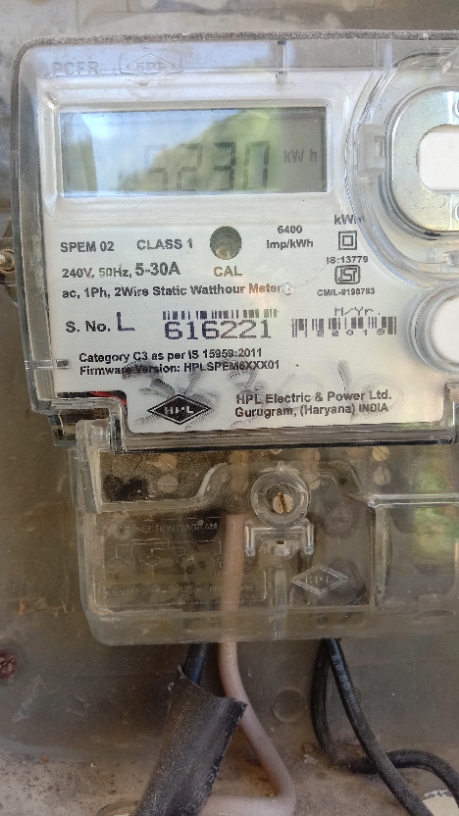 HPL
5230 kWh
SPEM 02 CLASS 1 6400 Imp/kWh
240V, 50Hz, 5-30A CAL IS:13779
ac, 1Ph, 2Wire Static Watthour Meter
CM/L-9190783
M/Yr.
S. No. L 616221
Category C3 as per IS 15959:2011
Firmware Version: HPLSPEM6XXX01
HPL
HPL Electric & Power Ltd.
Gurugram, (Haryana) INDIA
HPL